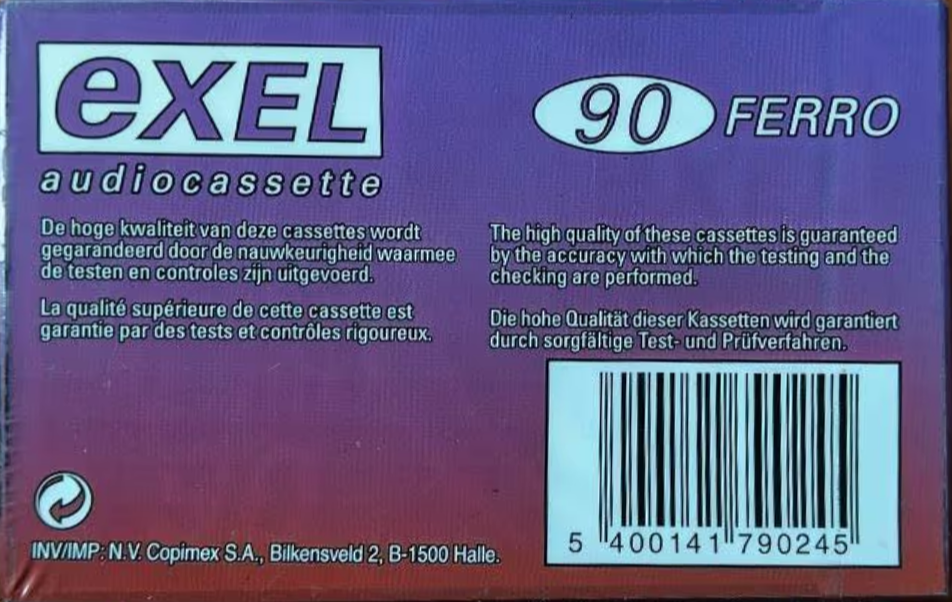 eXEL
audiocassette
90 FERRO
De hoge kwaliteit van deze cassettes wordt
gegarandeerd door de nauwkeurigheid waarmee
de testen en controles zijn uitgevoerd.
La qualité supérieure de cette cassette est
garantie par des tests et contrôles rigoureux.
The high quality of these cassettes is guaranteed
by the accuracy with which the testing and the
checking are performed.
Die hohe Qualität dieser Kassetten wird garantiert
durch sorgfältige Test- und Prüfverfahren.
INV/IMP: N.V. Copimex S.A., Bilkensveld 2, B-1500 Halle.
5 400141 790245